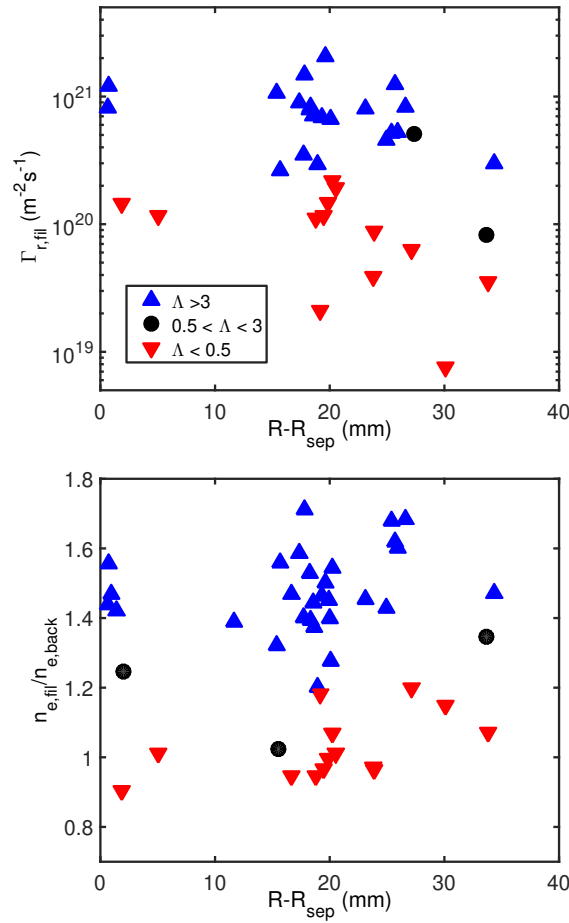 10^21
10^20
10^19
Γ_r,fil (m^-2 s^-1)
Λ >3
0.5 < Λ < 3
Λ < 0.5
0 10 20 30 40
R-R_sep (mm)
1.8
1.6
1.4
1.2
1
0.8
n_e,fil/n_e,back
0 10 20 30 40
R-R_sep (mm)